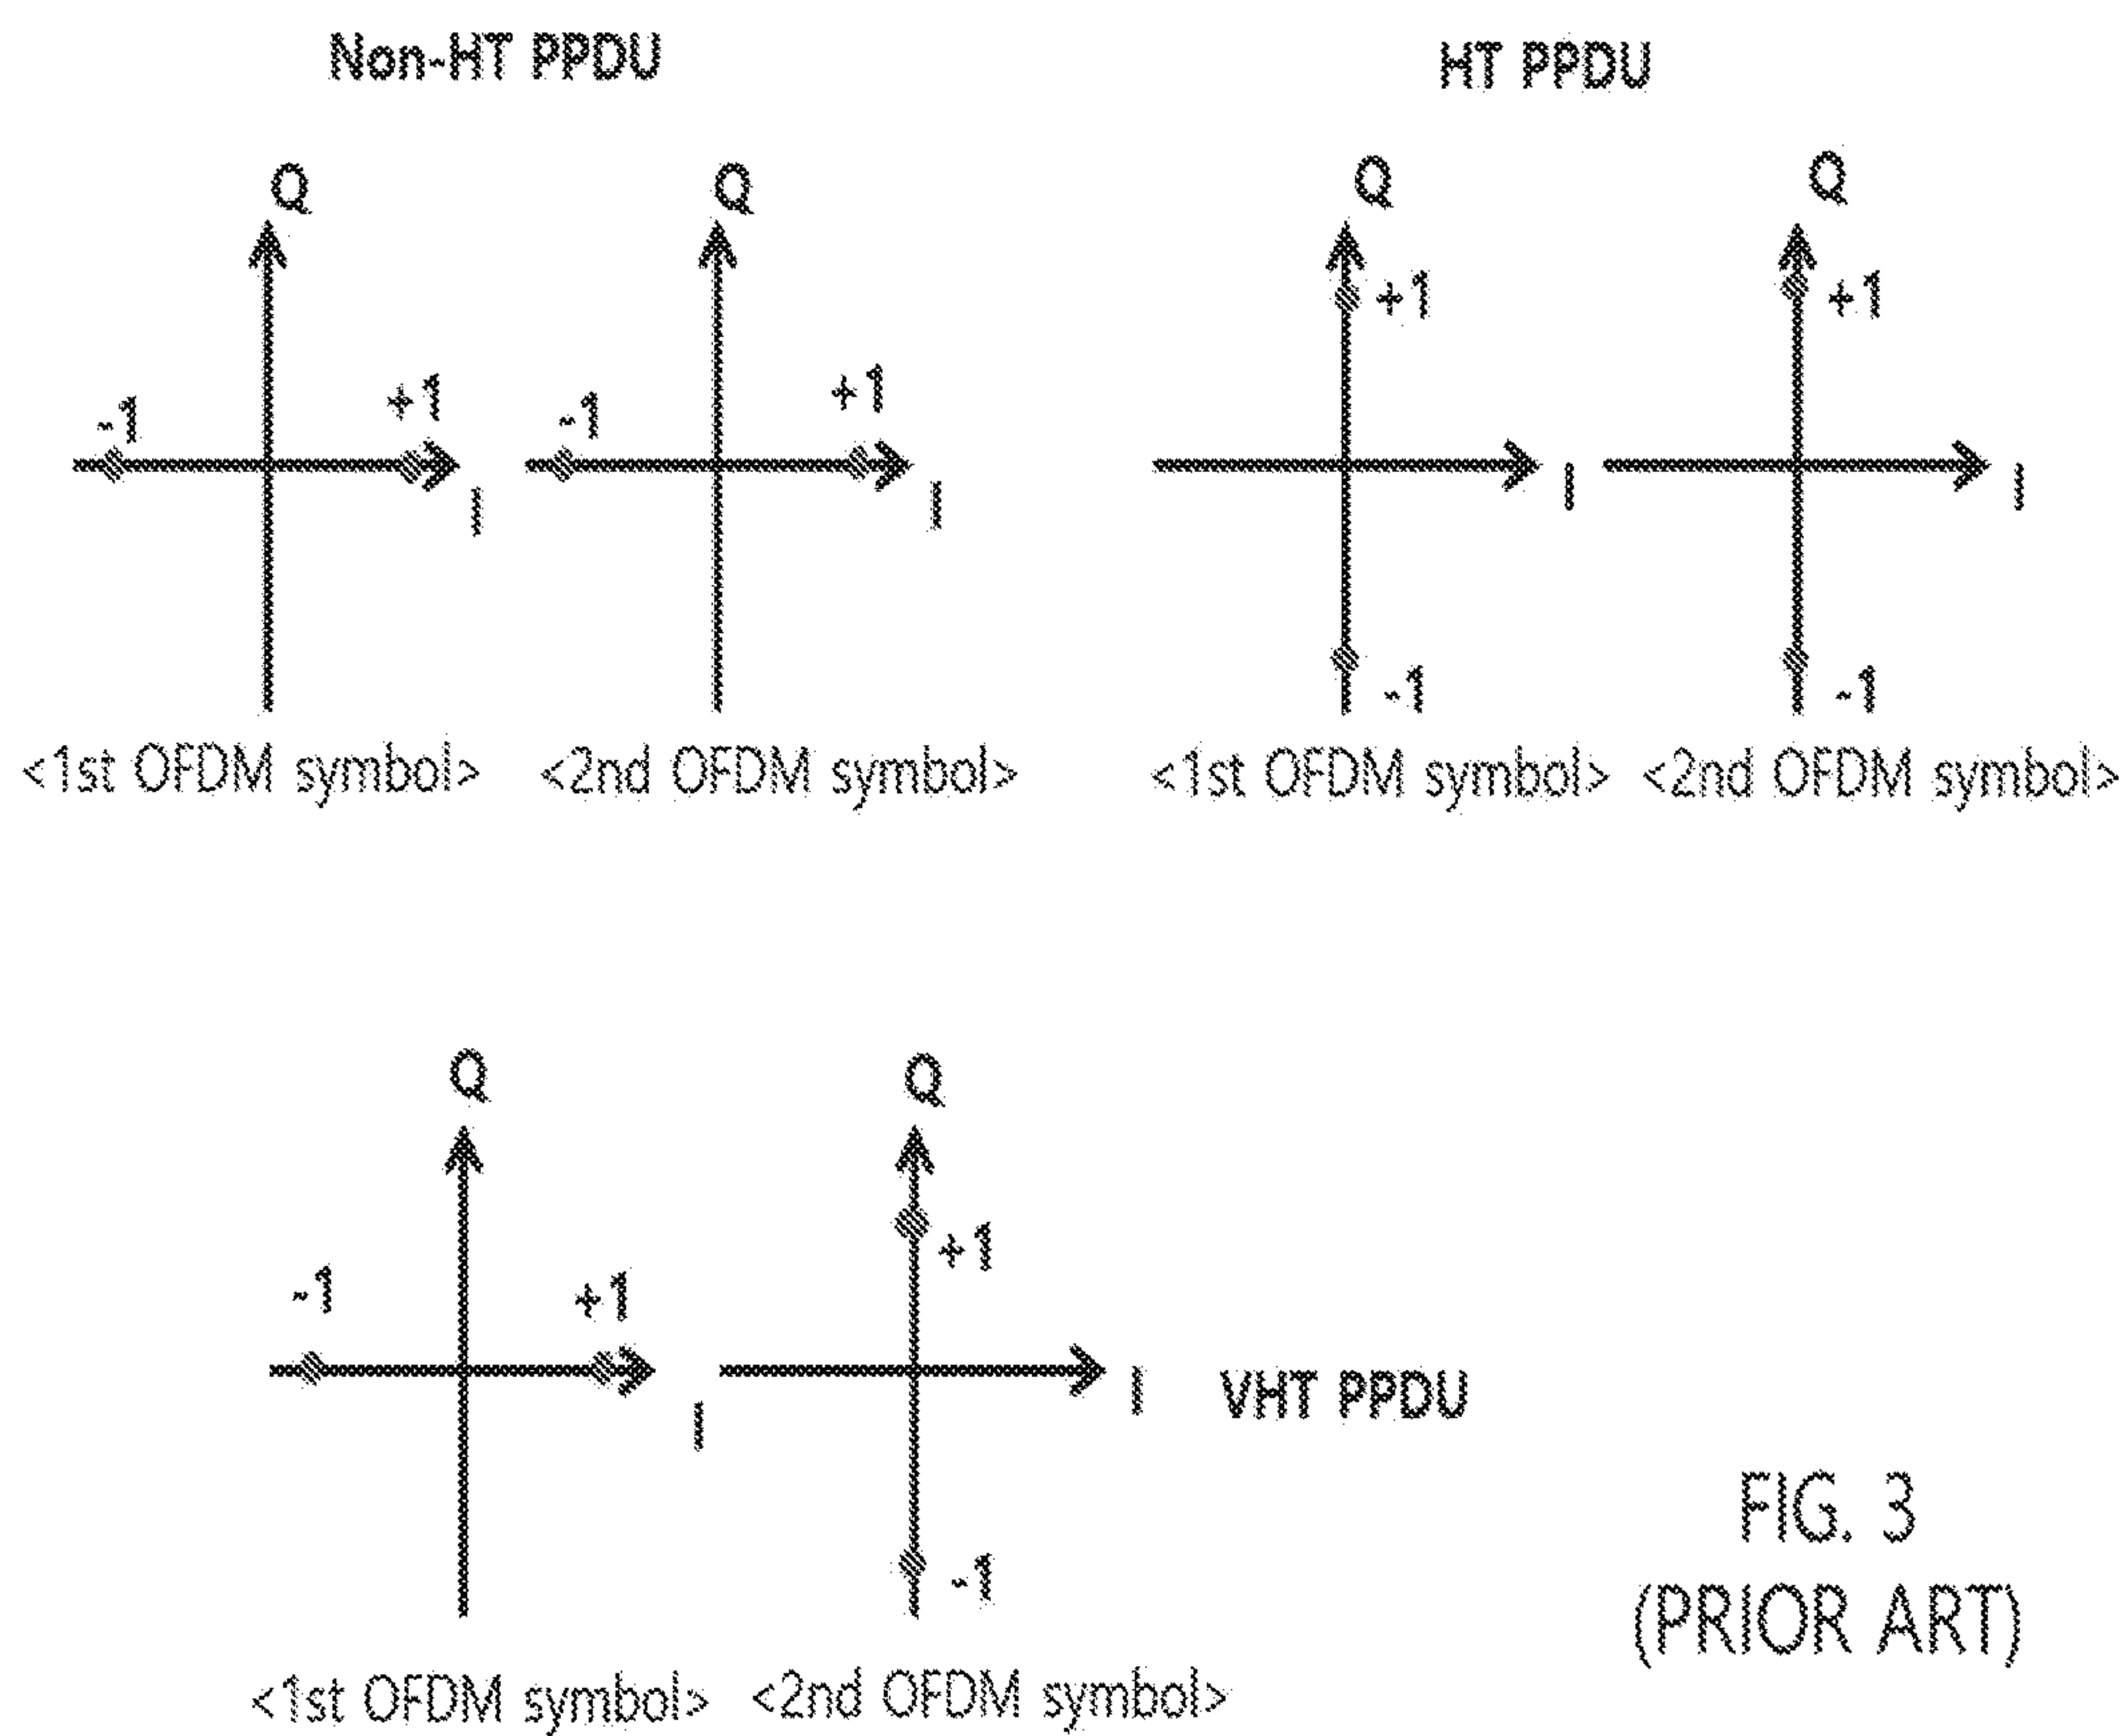 Non-HT PPDU
HT PPDU
Q
Q
Q
Q
-1
+1
-1
+1
+1
+1
I
I
I
I
-1
-1
<1st OFDM symbol>
<2nd OFDM symbol>
<1st OFDM symbol>
<2nd OFDM symbol>
Q
Q
-1
+1
+1
I
I
VHT PPDU
-1
<1st OFDM symbol>
<2nd OFDM symbol>
FIG. 3
(PRIOR ART)